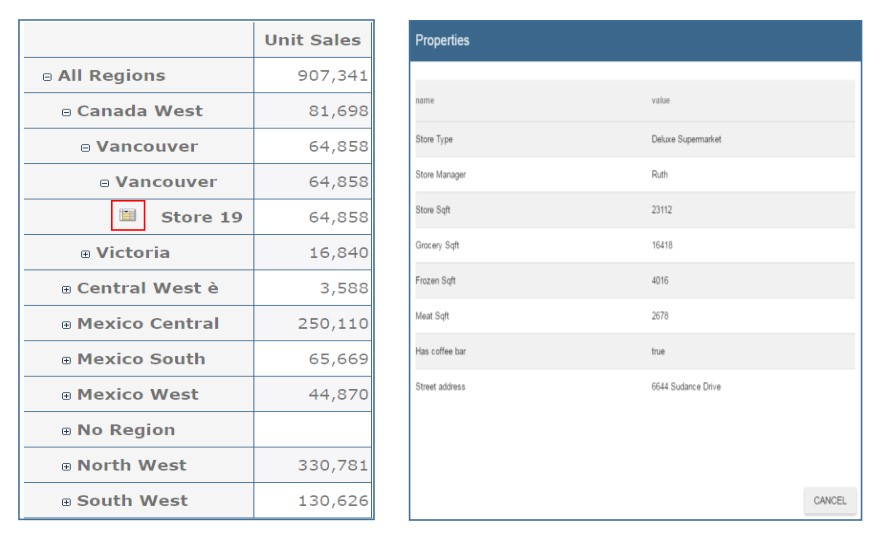 Unit Sales
All Regions 907,341
Canada West 81,698
Vancouver 64,858
Vancouver 64,858
Store 19 64,858
Victoria 16,840
Central West è 3,588
Mexico Central 250,110
Mexico South 65,669
Mexico West 44,870
No Region
North West 330,781
South West 130,626
Properties
name value
Store Type Deluxe Supermarket
Store Manager Ruth
Store Sqft 23112
Grocery Sqft 16418
Frozen Sqft 4016
Meat Sqft 2678
Has coffee bar true
Street address 6644 Sudance Drive
CANCEL